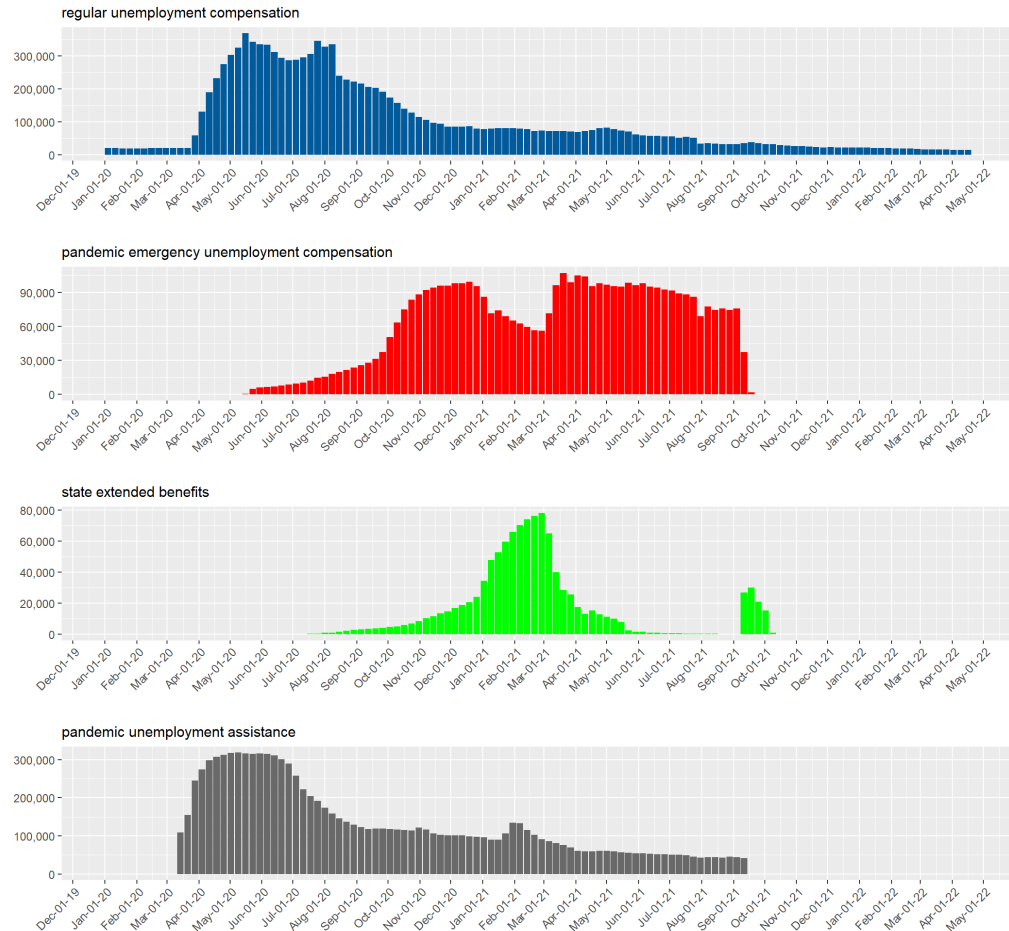 regular unemployment compensation
300,000
200,000
100,000
0
Dec-01-19 Jan-01-20 Feb-01-20 Mar-01-20 Apr-01-20 May-01-20 Jun-01-20 Jul-01-20 Aug-01-20 Sep-01-20 Oct-01-20 Nov-01-20 Dec-01-20 Jan-01-21 Feb-01-21 Mar-01-21 Apr-01-21 May-01-21 Jun-01-21 Jul-01-21 Aug-01-21 Sep-01-21 Oct-01-21 Nov-01-21 Dec-01-21 Jan-01-22 Feb-01-22 Mar-01-22 Apr-01-22 May-01-22
pandemic emergency unemployment compensation
90,000
60,000
30,000
0
Dec-01-19 Jan-01-20 Feb-01-20 Mar-01-20 Apr-01-20 May-01-20 Jun-01-20 Jul-01-20 Aug-01-20 Sep-01-20 Oct-01-20 Nov-01-20 Dec-01-20 Jan-01-21 Feb-01-21 Mar-01-21 Apr-01-21 May-01-21 Jun-01-21 Jul-01-21 Aug-01-21 Sep-01-21 Oct-01-21 Nov-01-21 Dec-01-21 Jan-01-22 Feb-01-22 Mar-01-22 Apr-01-22 May-01-22
state extended benefits
80,000
60,000
40,000
20,000
0
Dec-01-19 Jan-01-20 Feb-01-20 Mar-01-20 Apr-01-20 May-01-20 Jun-01-20 Jul-01-20 Aug-01-20 Sep-01-20 Oct-01-20 Nov-01-20 Dec-01-20 Jan-01-21 Feb-01-21 Mar-01-21 Apr-01-21 May-01-21 Jun-01-21 Jul-01-21 Aug-01-21 Sep-01-21 Oct-01-21 Nov-01-21 Dec-01-21 Jan-01-22 Feb-01-22 Mar-01-22 Apr-01-22 May-01-22
pandemic unemployment assistance
300,000
200,000
100,000
0
Dec-01-19 Jan-01-20 Feb-01-20 Mar-01-20 Apr-01-20 May-01-20 Jun-01-20 Jul-01-20 Aug-01-20 Sep-01-20 Oct-01-20 Nov-01-20 Dec-01-20 Jan-01-21 Feb-01-21 Mar-01-21 Apr-01-21 May-01-21 Jun-01-21 Jul-01-21 Aug-01-21 Sep-01-21 Oct-01-21 Nov-01-21 Dec-01-21 Jan-01-22 Feb-01-22 Mar-01-22 Apr-01-22 May-01-22